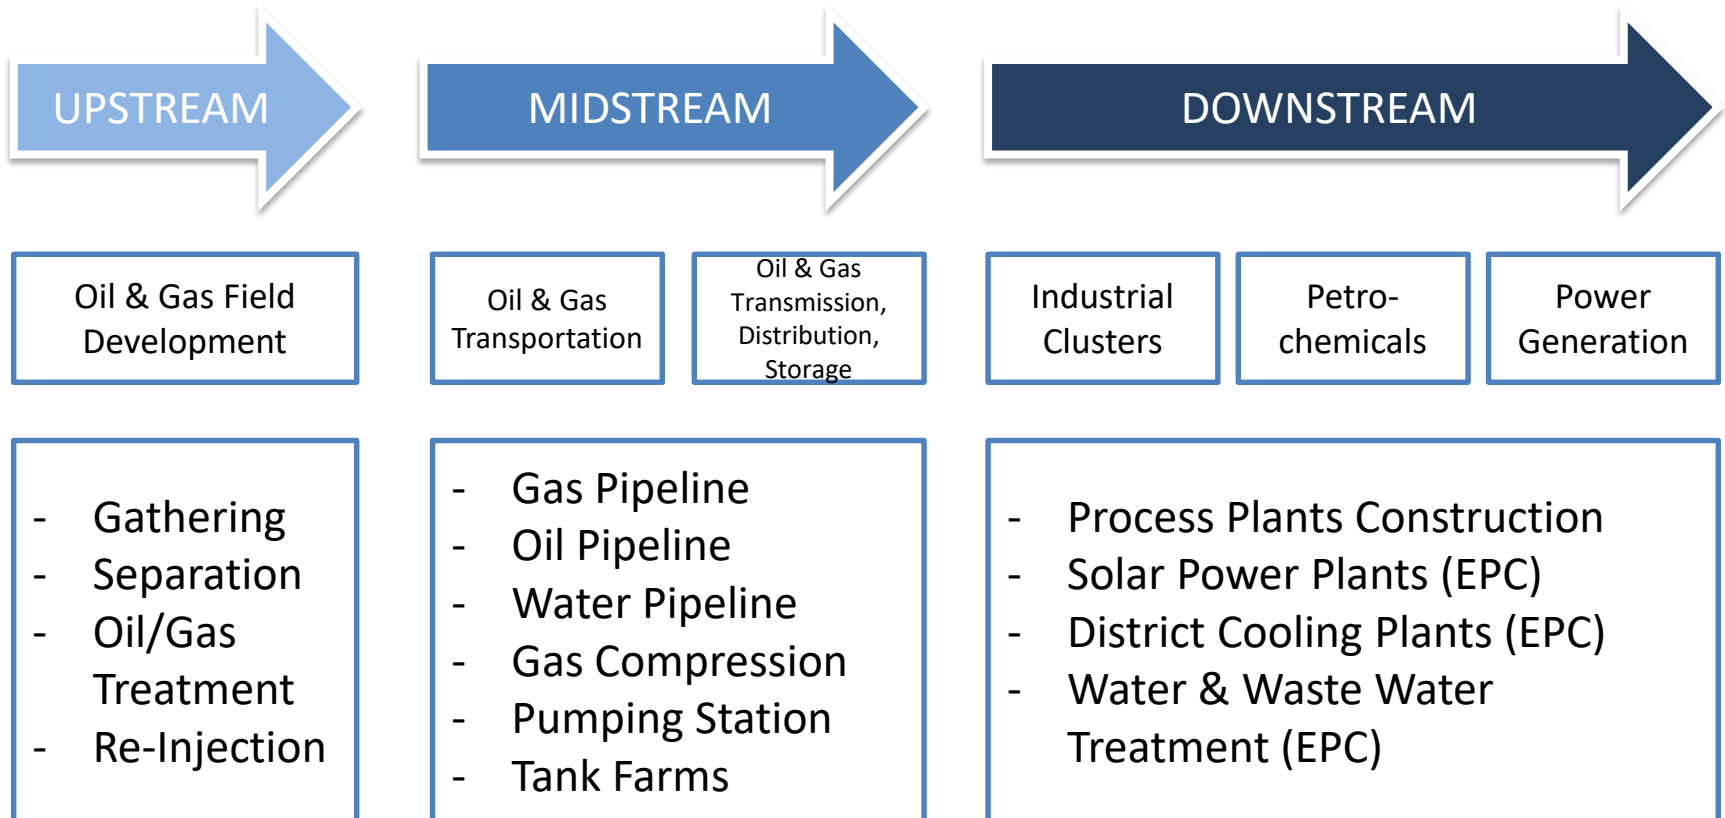 UPSTREAM
MIDSTREAM
DOWNSTREAM
Oil & Gas Field
Development
Oil & Gas
Transportation
Oil & Gas
Transmission,
Distribution,
Storage
Industrial
Clusters
Petro-
chemicals
Power
Generation
- Gathering
- Separation
- Oil/Gas
Treatment
- Re-Injection
- Gas Pipeline
- Oil Pipeline
- Water Pipeline
- Gas Compression
- Pumping Station
- Tank Farms
- Process Plants Construction
- Solar Power Plants (EPC)
- District Cooling Plants (EPC)
- Water & Waste Water
Treatment (EPC)